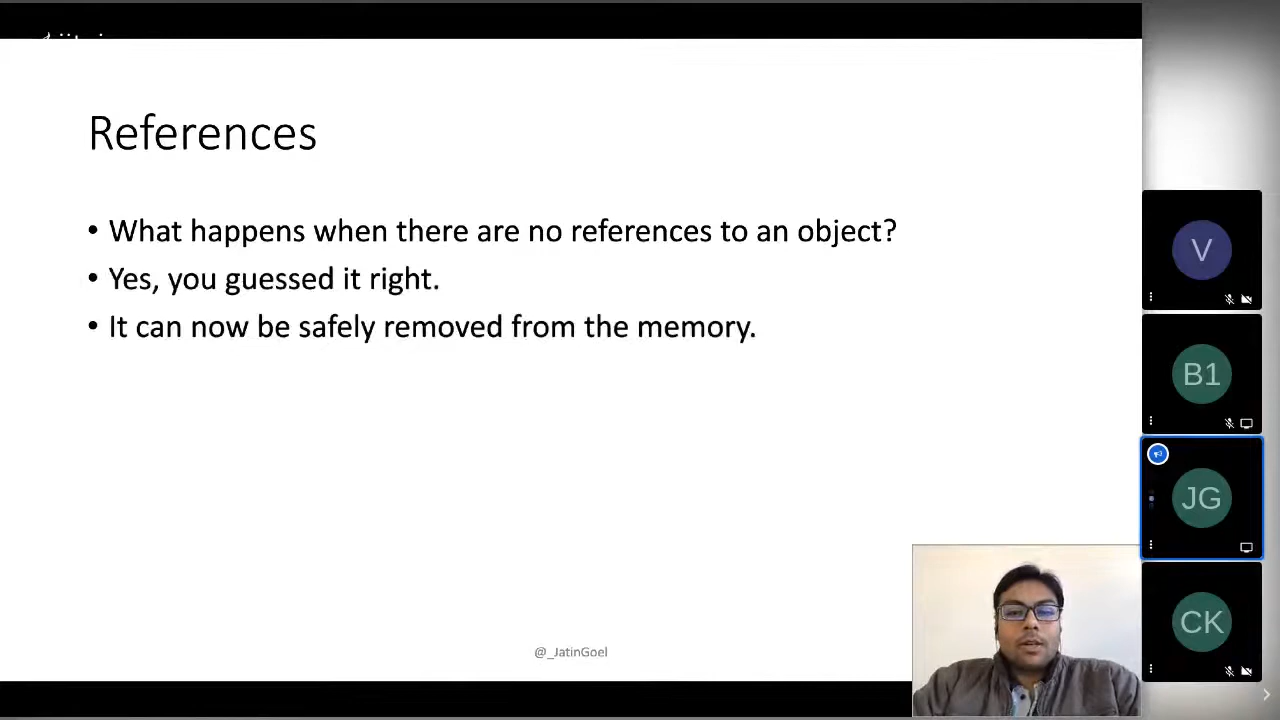 References
• What happens when there are no references to an object?
• Yes, you guessed it right.
• It can now be safely removed from the memory.
@_JatinGoel
V
B1
JG
CK